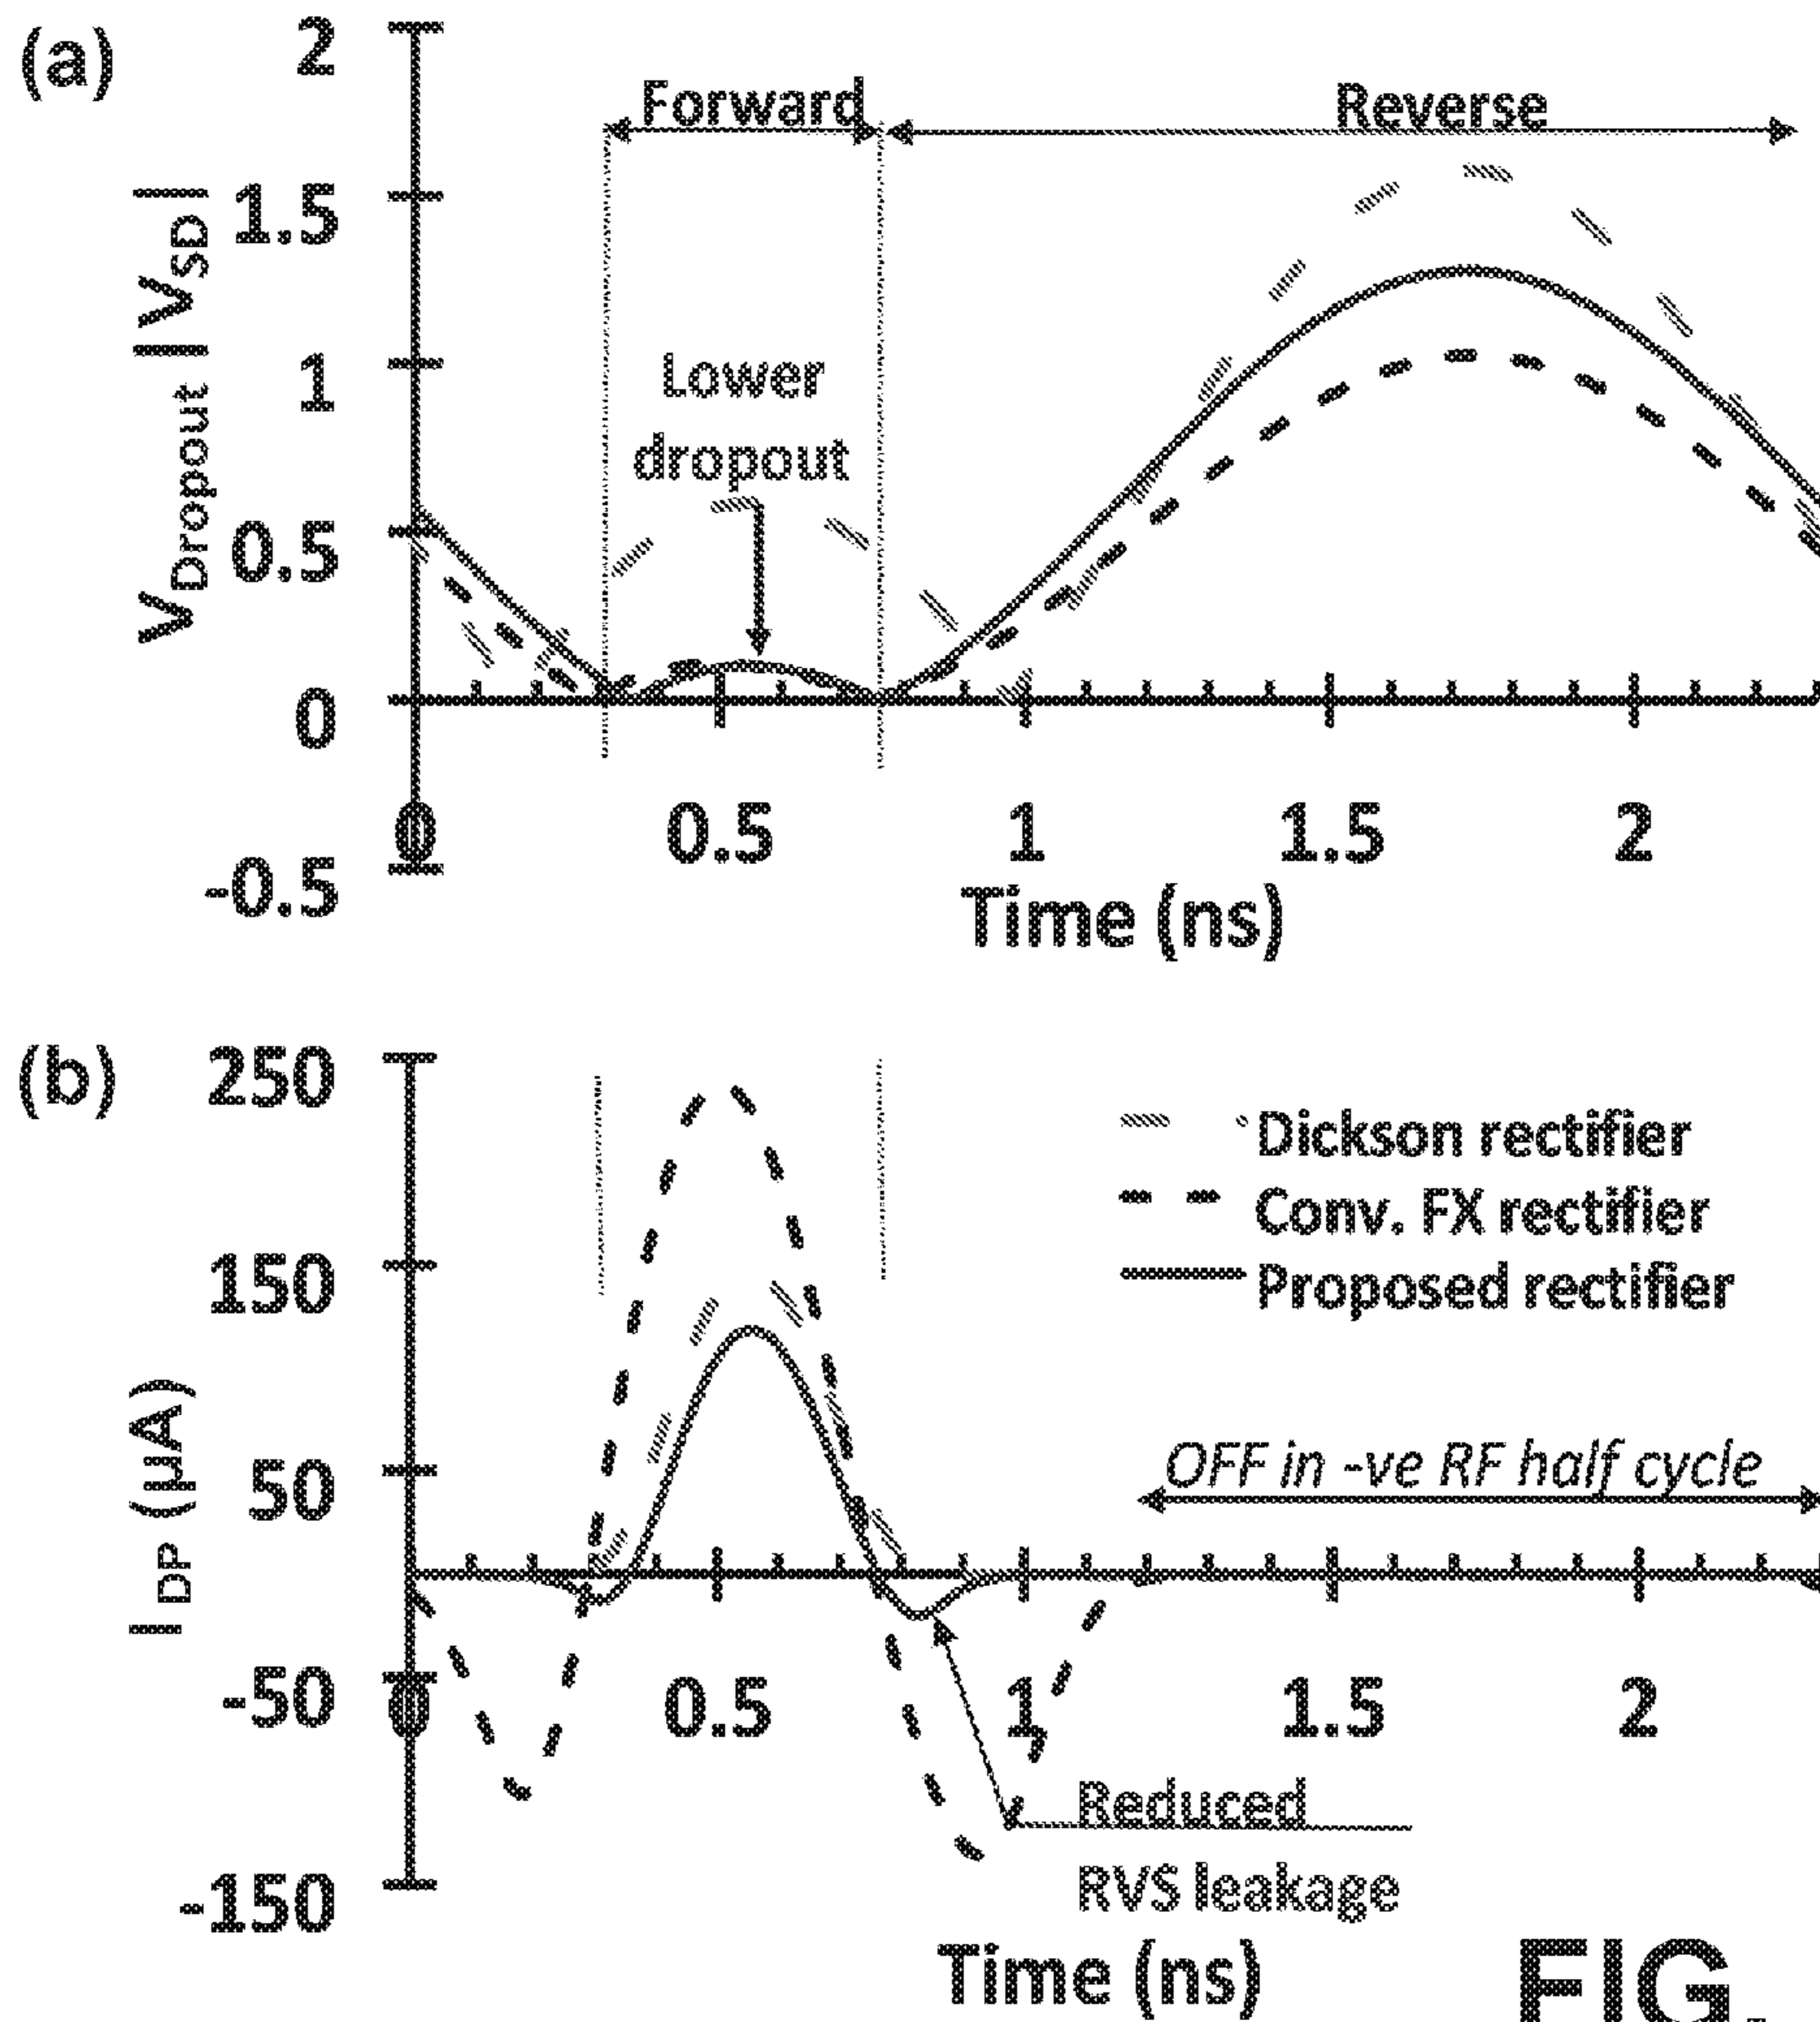 (a)
2
1.5
1
0.5
0
-0.5
V_Dropout |V_SD|
Forward
Reverse
Lower
dropout
0
0.5
1
1.5
2
Time (ns)
(b)
250
150
50
-50
-150
I_DP (µA)
Dickson rectifier
Conv. FX rectifier
Proposed rectifier
OFF in -ve RF half cycle
0
0.5
1
1.5
2
Reduced
RVS leakage
Time (ns)
FIG.